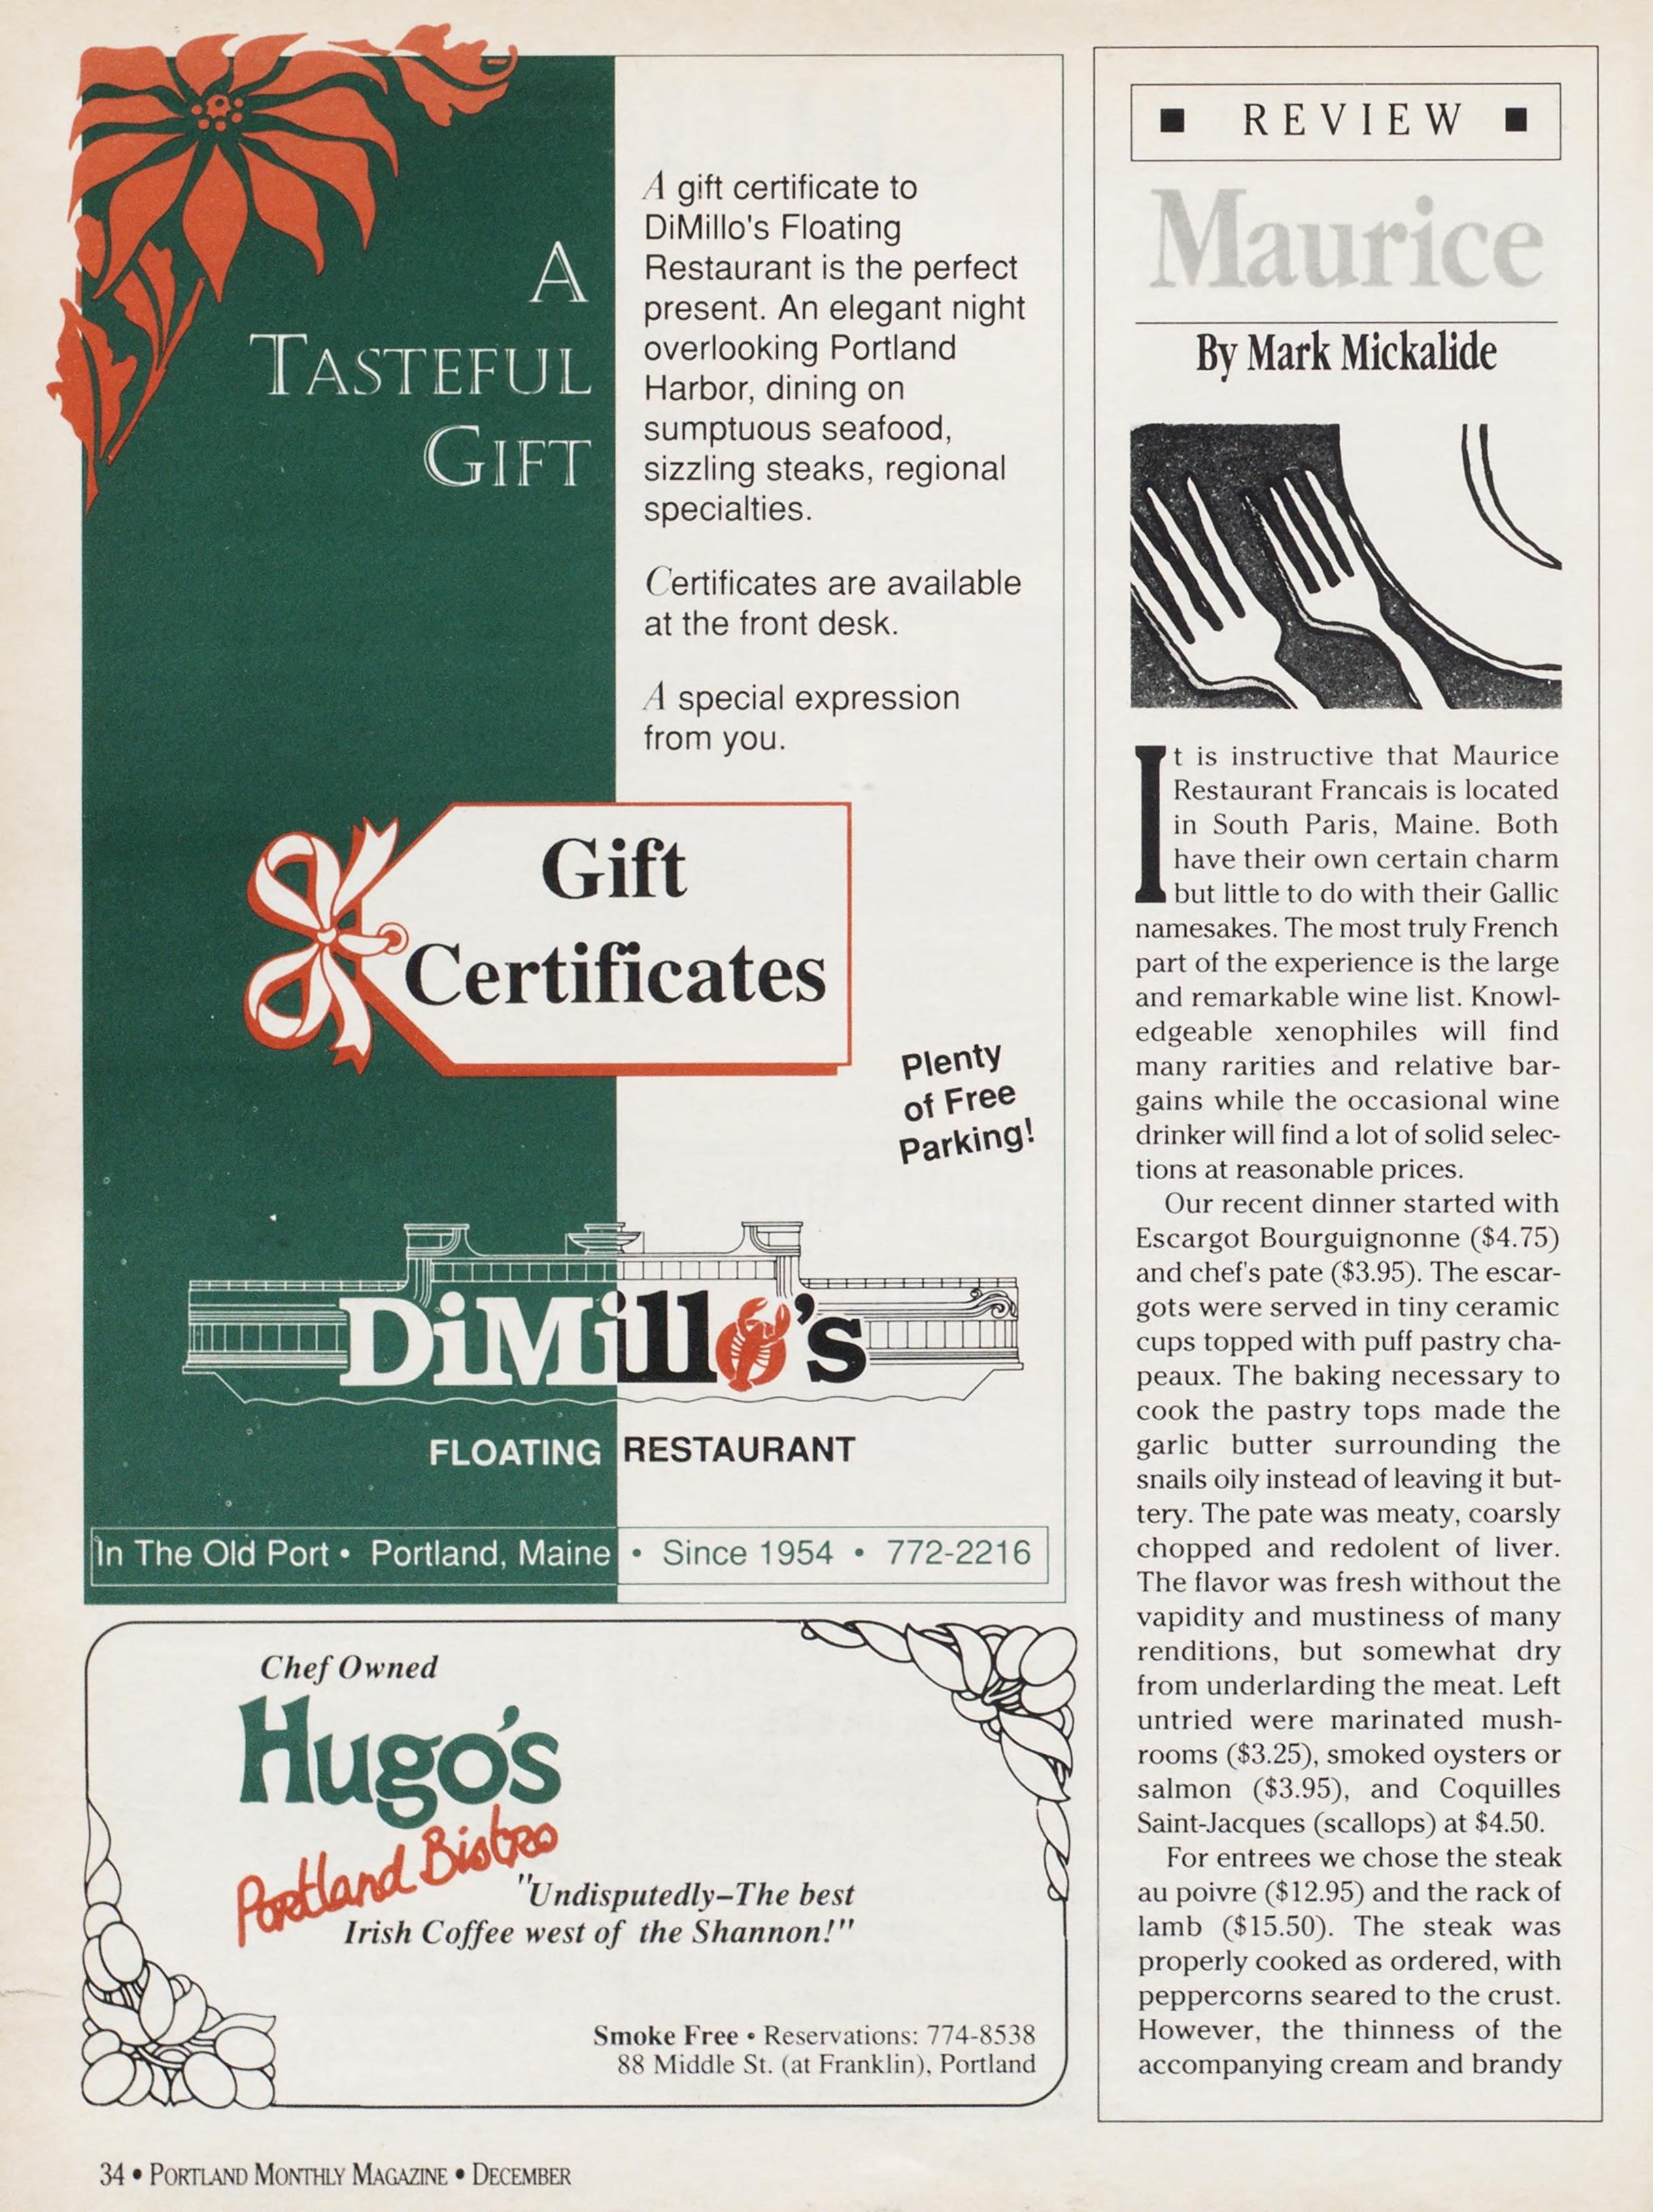 A
TASTEFUL
GIFT
A gift certificate to
DiMillo's Floating
Restaurant is the perfect
present. An elegant night
overlooking Portland
Harbor, dining on
sumptuous seafood,
sizzling steaks, regional
specialties.
Certificates are available
at the front desk.
A special expression
from you.
Gift
Certificates
Plenty
of Free
Parking!
DiMillo's
FLOATING RESTAURANT
In The Old Port • Portland, Maine • Since 1954 • 772-2216
Chef Owned
Hugo's
Portland Bistro
"Undisputedly–The best
Irish Coffee west of the Shannon!"
Smoke Free • Reservations: 774-8538
88 Middle St. (at Franklin), Portland
■ REVIEW ■
Maurice
By Mark Mickalide
It is instructive that Maurice
Restaurant Francais is located
in South Paris, Maine. Both
have their own certain charm
but little to do with their Gallic
namesakes. The most truly French
part of the experience is the large
and remarkable wine list. Knowl-
edgeable xenophiles will find
many rarities and relative bar-
gains while the occasional wine
drinker will find a lot of solid selec-
tions at reasonable prices.
Our recent dinner started with
Escargot Bourguignonne ($4.75)
and chef's pate ($3.95). The escar-
gots were served in tiny ceramic
cups topped with puff pastry cha-
peaux. The baking necessary to
cook the pastry tops made the
garlic butter surrounding the
snails oily instead of leaving it but-
tery. The pate was meaty, coarsly
chopped and redolent of liver.
The flavor was fresh without the
vapidity and mustiness of many
renditions, but somewhat dry
from underlarding the meat. Left
untried were marinated mush-
rooms ($3.25), smoked oysters or
salmon ($3.95), and Coquilles
Saint-Jacques (scallops) at $4.50.
For entrees we chose the steak
au poivre ($12.95) and the rack of
lamb ($15.50). The steak was
properly cooked as ordered, with
peppercorns seared to the crust.
However, the thinness of the
accompanying cream and brandy
34 • PORTLAND MONTHLY MAGAZINE • DECEMBER